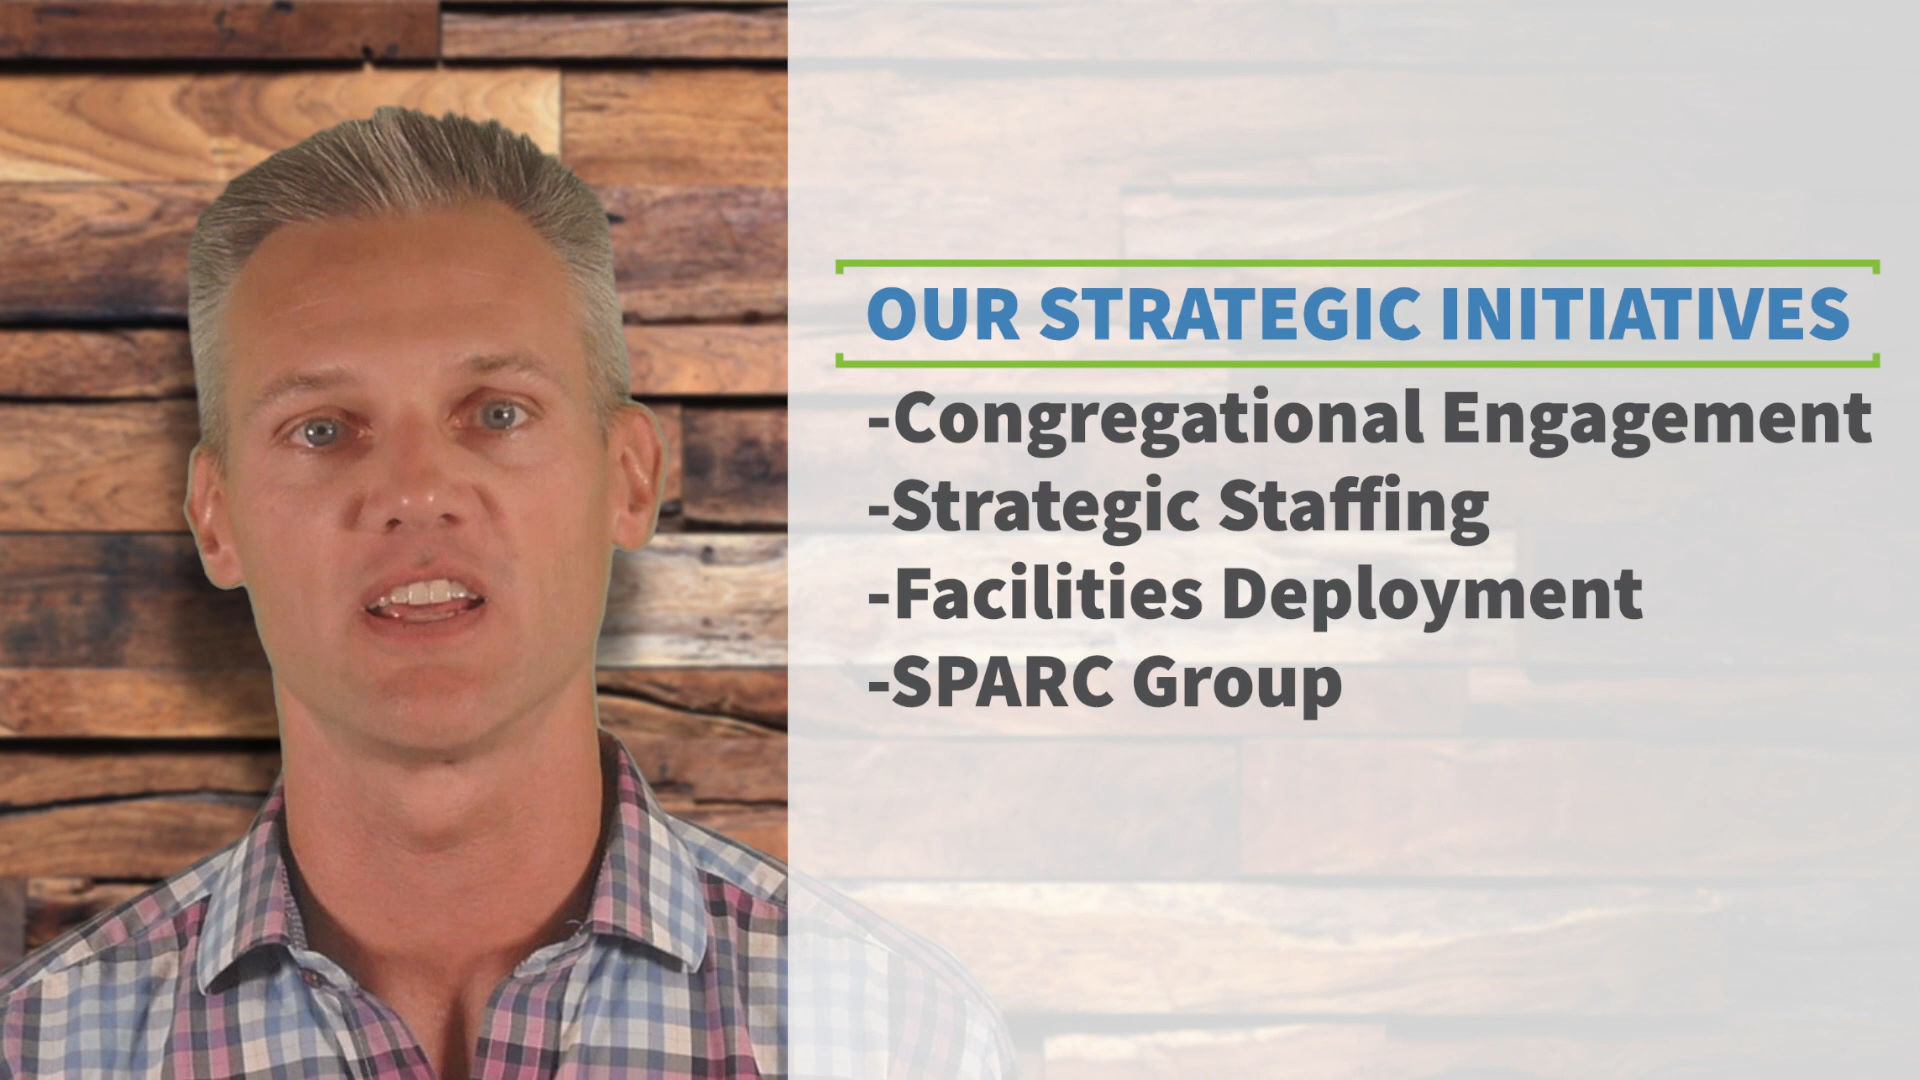 OUR STRATEGIC INITIATIVES
-Congregational Engagement
-Strategic Staffing
-Facilities Deployment
-SPARC Group